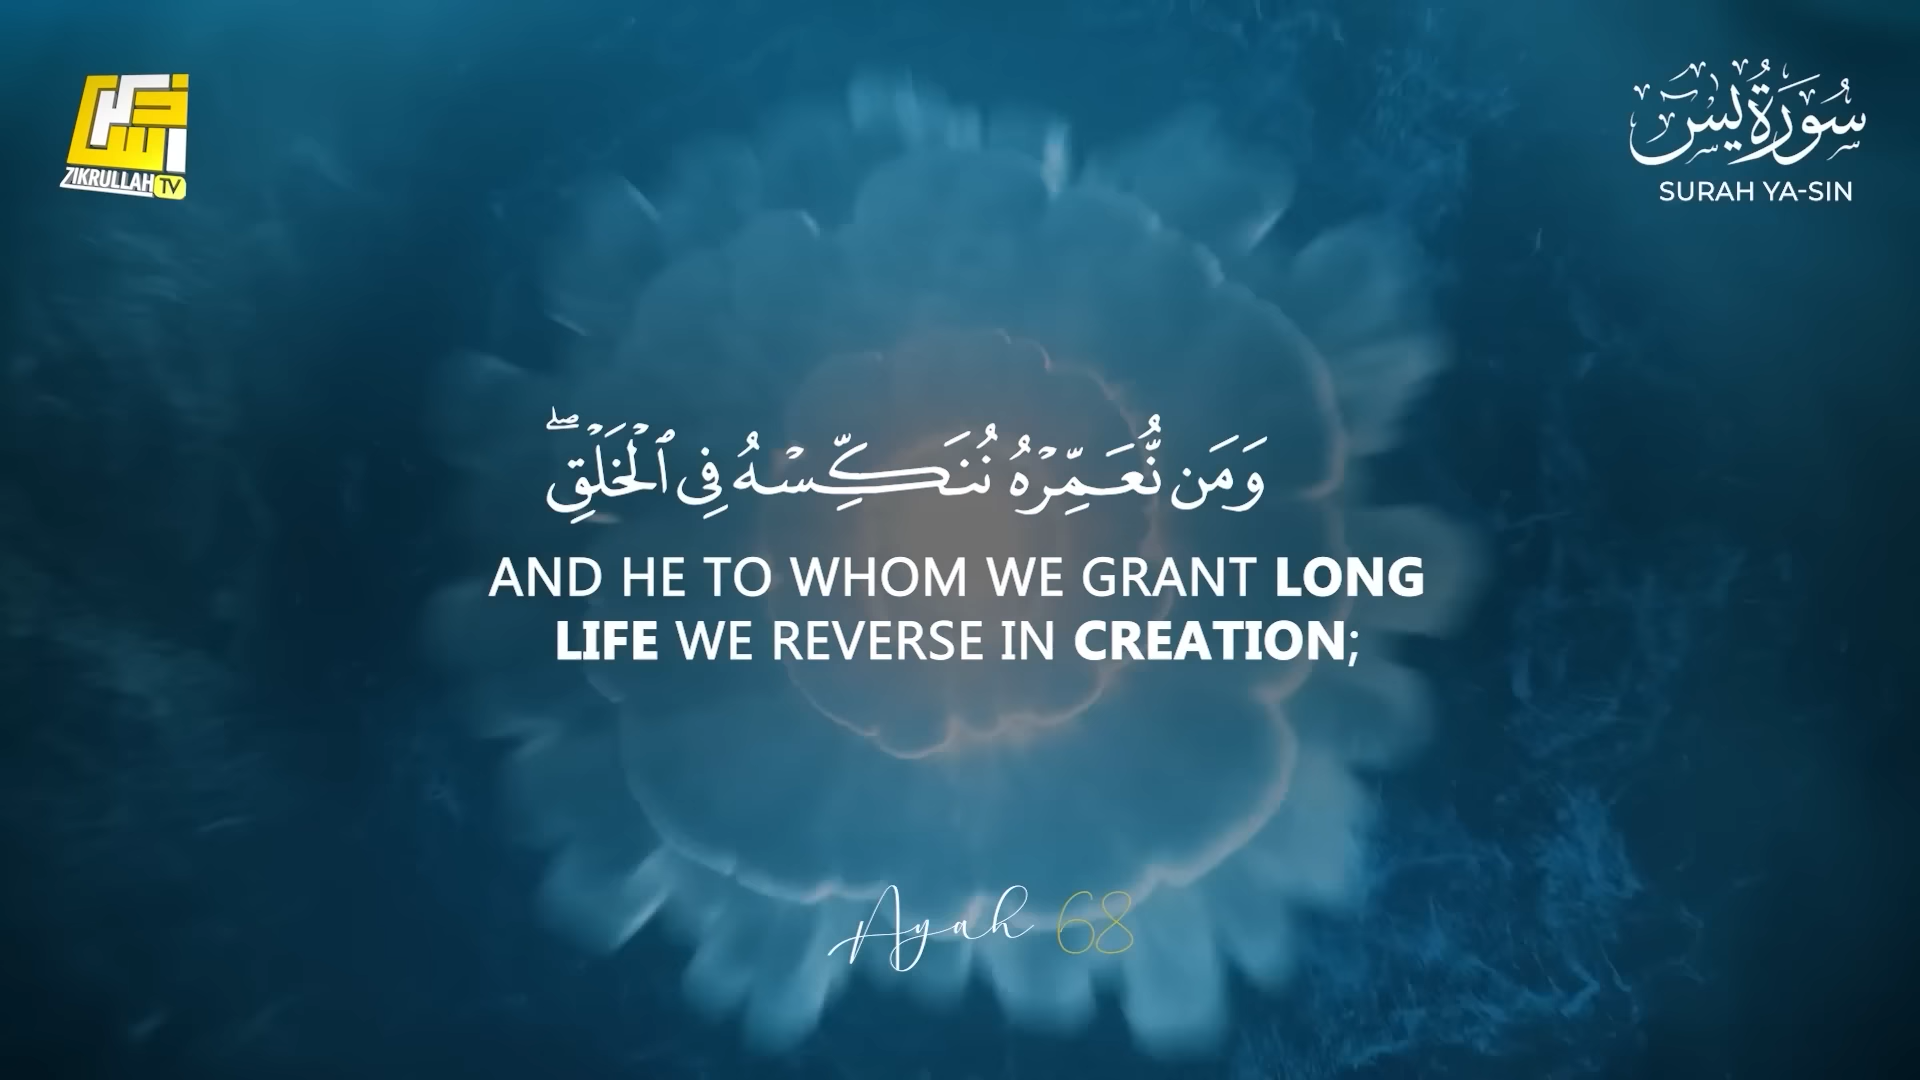 ZIKRULLAH TV
سُورَةُ يسٓ
SURAH YA-SIN
وَمَن نُّعَمِّرْهُ نُنَكِّسْهُ فِى ٱلْخَلْقِ ۖ
AND HE TO WHOM WE GRANT LONG
LIFE WE REVERSE IN CREATION;
Ayah 68